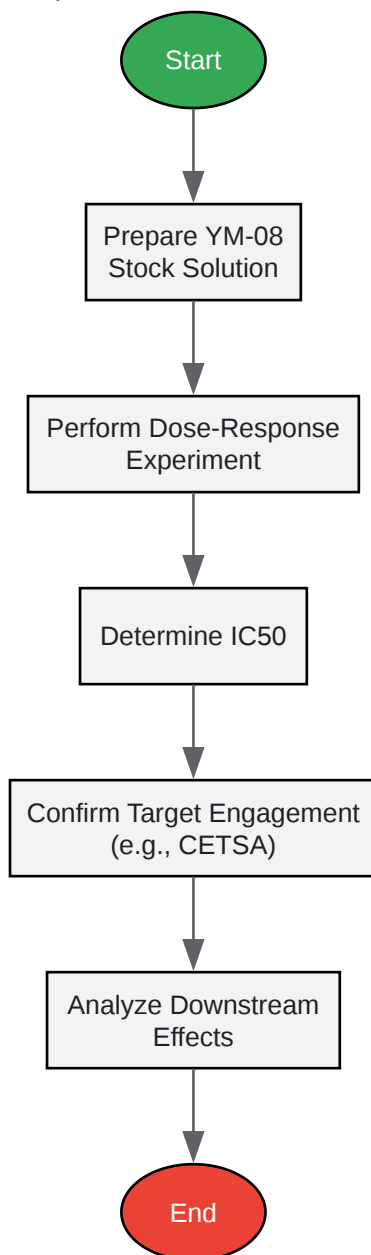 Start
Prepare YM-08
Stock Solution
Perform Dose-Response
Experiment
Determine IC50
Confirm Target Engagement
(e.g., CETSA)
Analyze Downstream
Effects
End